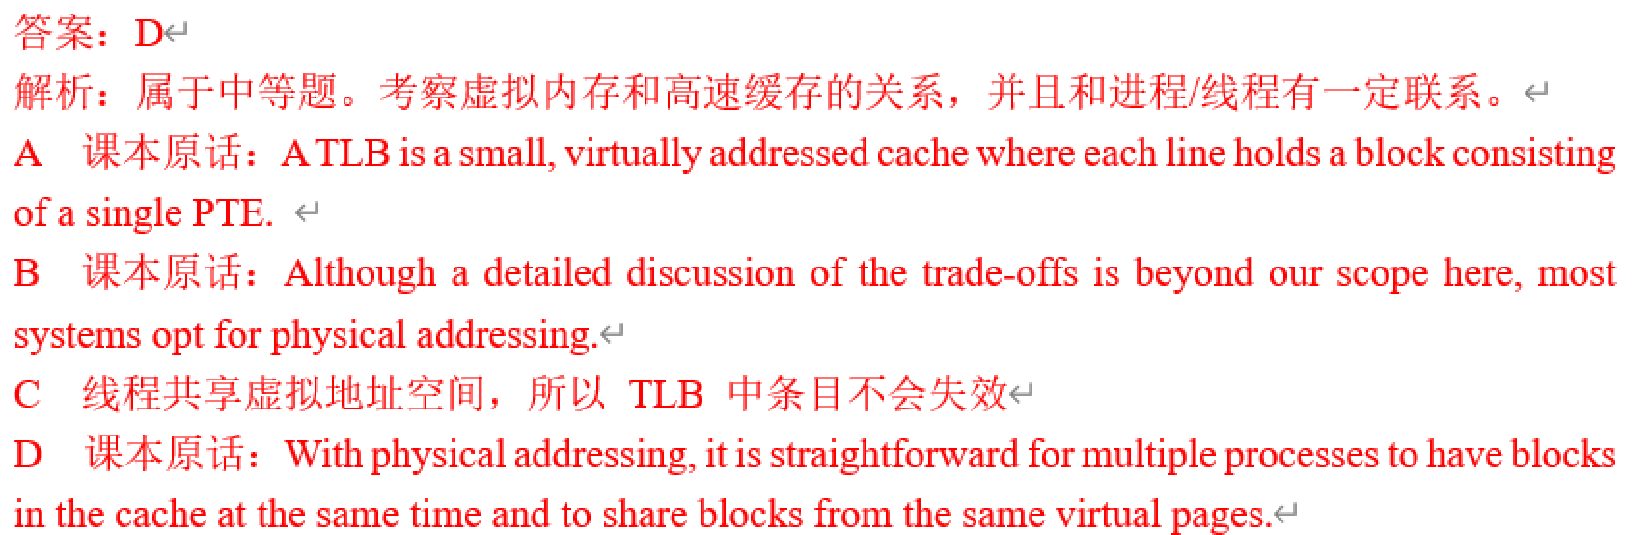 答案：D↵
解析：属于中等题。考察虚拟内存和高速缓存的关系，并且和进程/线程有一定联系。↵
A 课本原话：A TLB is a small, virtually addressed cache where each line holds a block consisting
of a single PTE. ↵
B 课本原话：Although a detailed discussion of the trade-offs is beyond our scope here, most
systems opt for physical addressing.↵
C 线程共享虚拟地址空间，所以 TLB 中条目不会失效↵
D 课本原话：With physical addressing, it is straightforward for multiple processes to have blocks
in the cache at the same time and to share blocks from the same virtual pages.↵